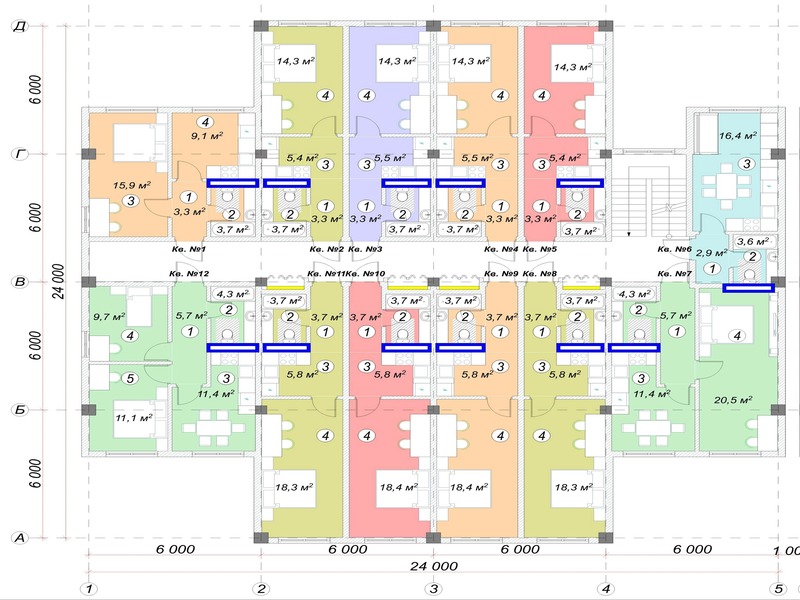 Д
14,3 м²
14,3 м²
14,3 м²
14,3 м²
4
4
4
4
6 000
4
9,1 м²
16,4 м²
Г
5,4 м²
5,5 м²
5,5 м²
5,4 м²
3
3
3
3
3
15,9 м²
3
1
3,3 м²
2
3,7 м²
2
1
3,3 м²
3,7 м²
1
3,3 м²
2
3,7 м²
2
1
3,3 м²
3,7 м²
1
3,3 м²
2
3,7 м²
6 000
3,6 м²
2,9 м²
2
1
Кв. №1
Кв. №2
Кв. №3
Кв. №4
Кв. №5
Кв. №6
Кв. №12
Кв. №11
Кв. №10
Кв. №9
Кв. №8
Кв. №7
В
24 000
4,3 м²
3,7 м²
3,7 м²
3,7 м²
3,7 м²
4,3 м²
9,7 м²
5,7 м²
2
2
3,7 м²
3,7 м²
2
2
3,7 м²
3,7 м²
2
2
5,7 м²
4
1
1
1
1
1
1
4
6 000
5
3
3
3
3
3
3
5,8 м²
5,8 м²
5,8 м²
5,8 м²
11,1 м²
11,4 м²
11,4 м²
20,5 м²
Б
4
4
4
4
6 000
18,3 м²
18,4 м²
18,4 м²
18,3 м²
А
6 000
6 000
6 000
6 000
1 00
24 000
1
2
3
4
5